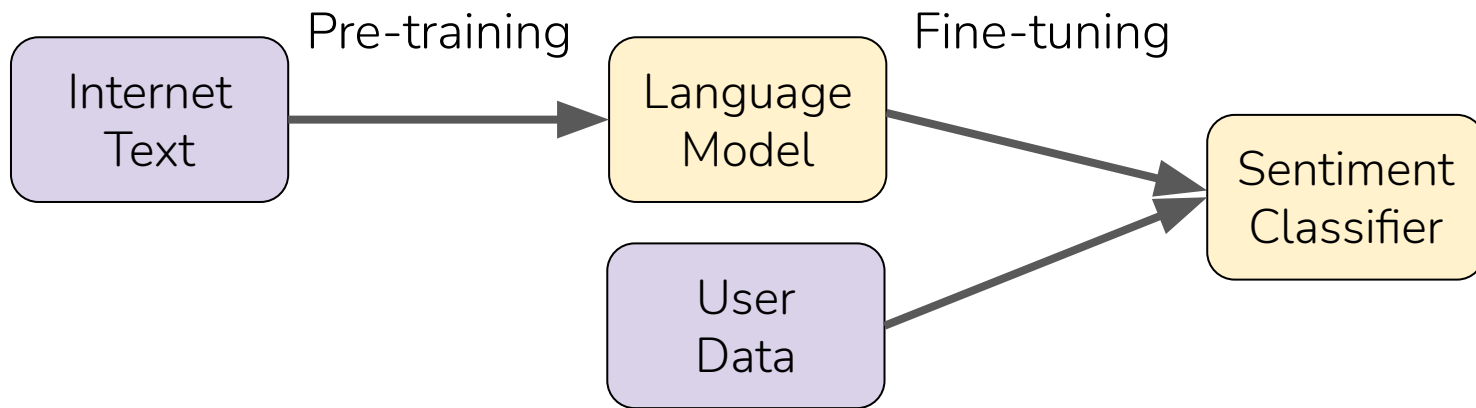 Pre-training
Fine-tuning
Internet
Text
Language
Model
Sentiment
Classifier
User
Data